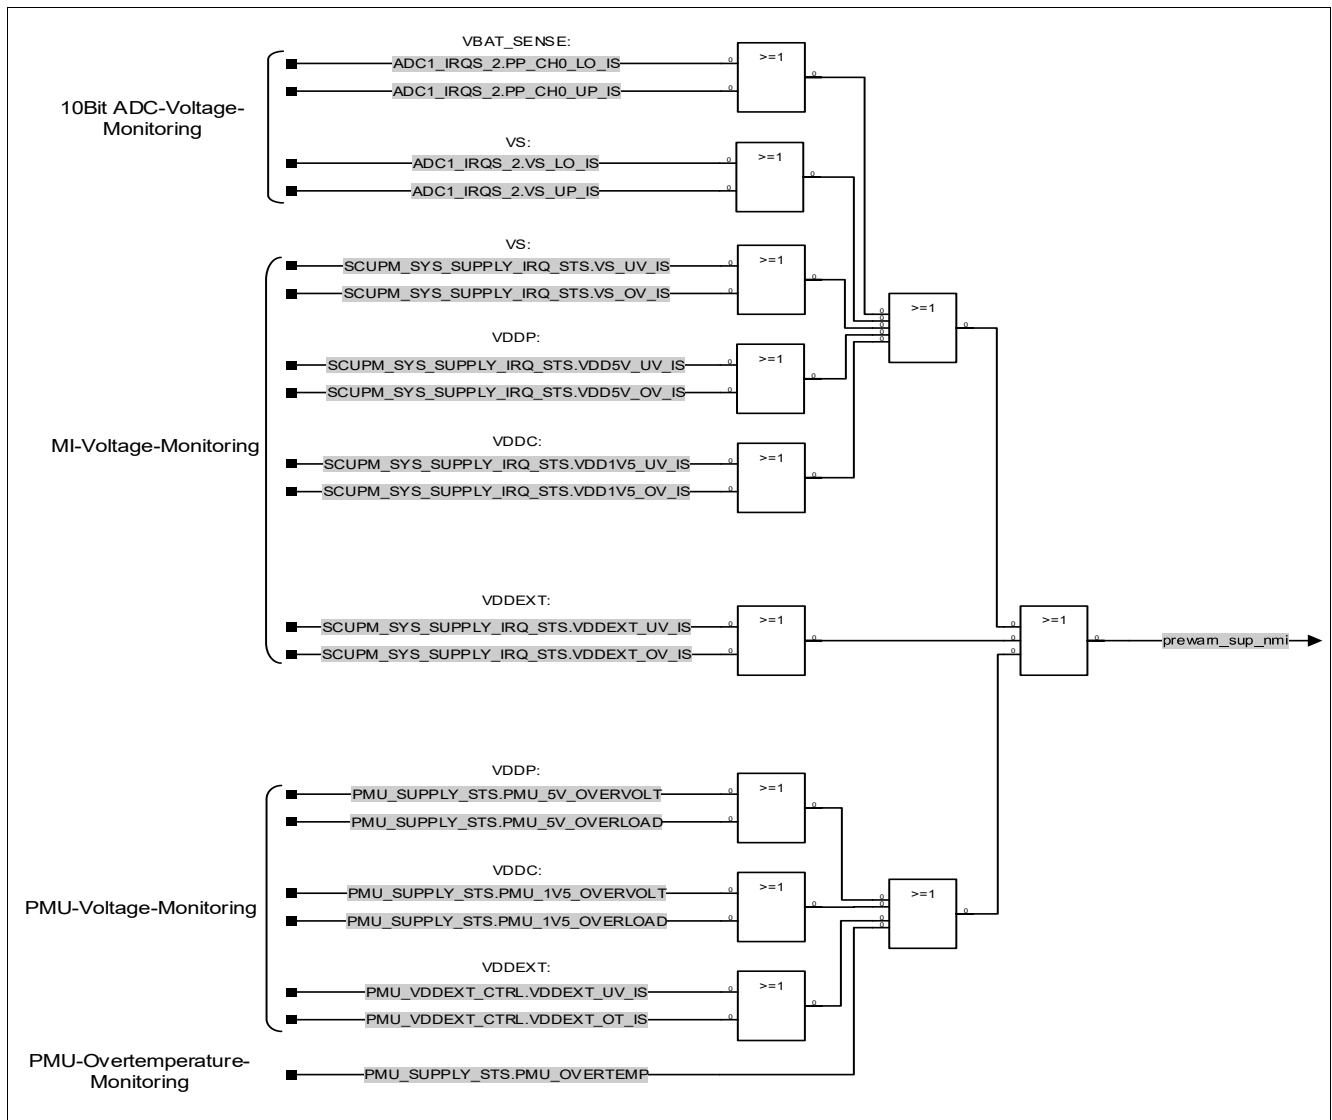 VBAT_SENSE:
ADC1_IRQS_2.PP_CH0_LO_IS
ADC1_IRQS_2.PP_CH0_UP_IS
>=1
10Bit ADC-Voltage-
Monitoring
VS:
ADC1_IRQS_2.VS_LO_IS
ADC1_IRQS_2.VS_UP_IS
>=1
VS:
SCUPM_SYS_SUPPLY_IRQ_STS.VS_UV_IS
SCUPM_SYS_SUPPLY_IRQ_STS.VS_OV_IS
>=1
>=1
VDDP:
SCUPM_SYS_SUPPLY_IRQ_STS.VDD5V_UV_IS
SCUPM_SYS_SUPPLY_IRQ_STS.VDD5V_OV_IS
>=1
MI-Voltage-Monitoring
VDDC:
SCUPM_SYS_SUPPLY_IRQ_STS.VDD1V5_UV_IS
SCUPM_SYS_SUPPLY_IRQ_STS.VDD1V5_OV_IS
>=1
VDDEXT:
SCUPM_SYS_SUPPLY_IRQ_STS.VDDEXT_UV_IS
SCUPM_SYS_SUPPLY_IRQ_STS.VDDEXT_OV_IS
>=1
>=1
prewarn_sup_nmi
VDDP:
PMU_SUPPLY_STS.PMU_5V_OVERVOLT
PMU_SUPPLY_STS.PMU_5V_OVERLOAD
>=1
VDDC:
PMU_SUPPLY_STS.PMU_1V5_OVERVOLT
PMU_SUPPLY_STS.PMU_1V5_OVERLOAD
>=1
>=1
PMU-Voltage-Monitoring
VDDEXT:
PMU_VDDEXT_CTRL.VDDEXT_UV_IS
PMU_VDDEXT_CTRL.VDDEXT_OT_IS
>=1
PMU-Overtemperature-
Monitoring
PMU_SUPPLY_STS.PMU_OVERTEMP